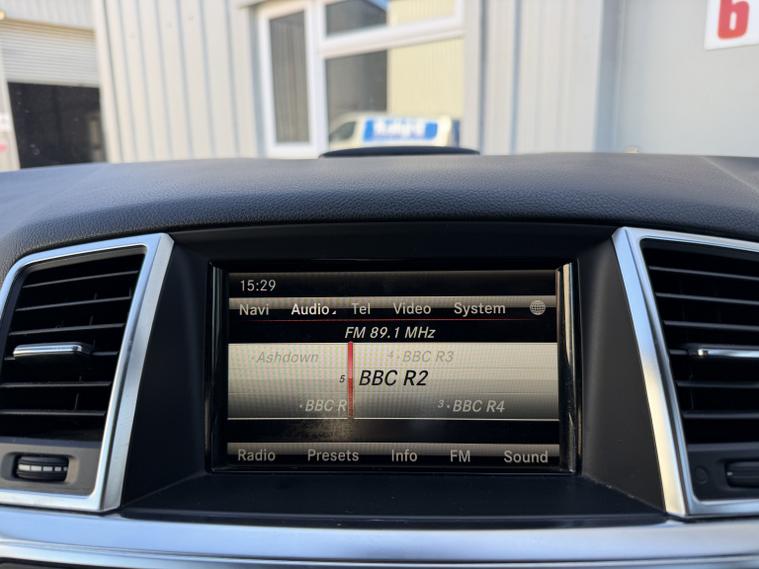 6
15:29
Navi Audio Tel Video System
FM 89.1 MHz
Ashdown 4 BBC R3
5 BBC R2
BBC R 3 BBC R4
Radio Presets Info FM Sound